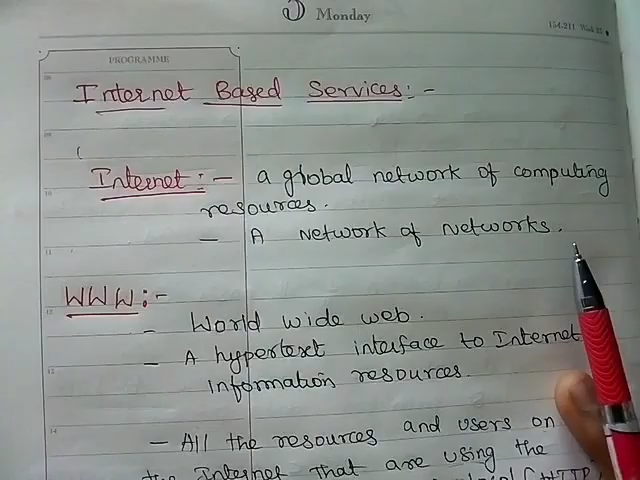 Monday
PROGRAMME
Internet Based Services:-
Internet:- a global network of computing
resources.
- A Network of Networks.
WWW:-
- World wide web.
- A hypertext interface to Internet
Information resources.
- All the resources and users on
the Internet that are using the